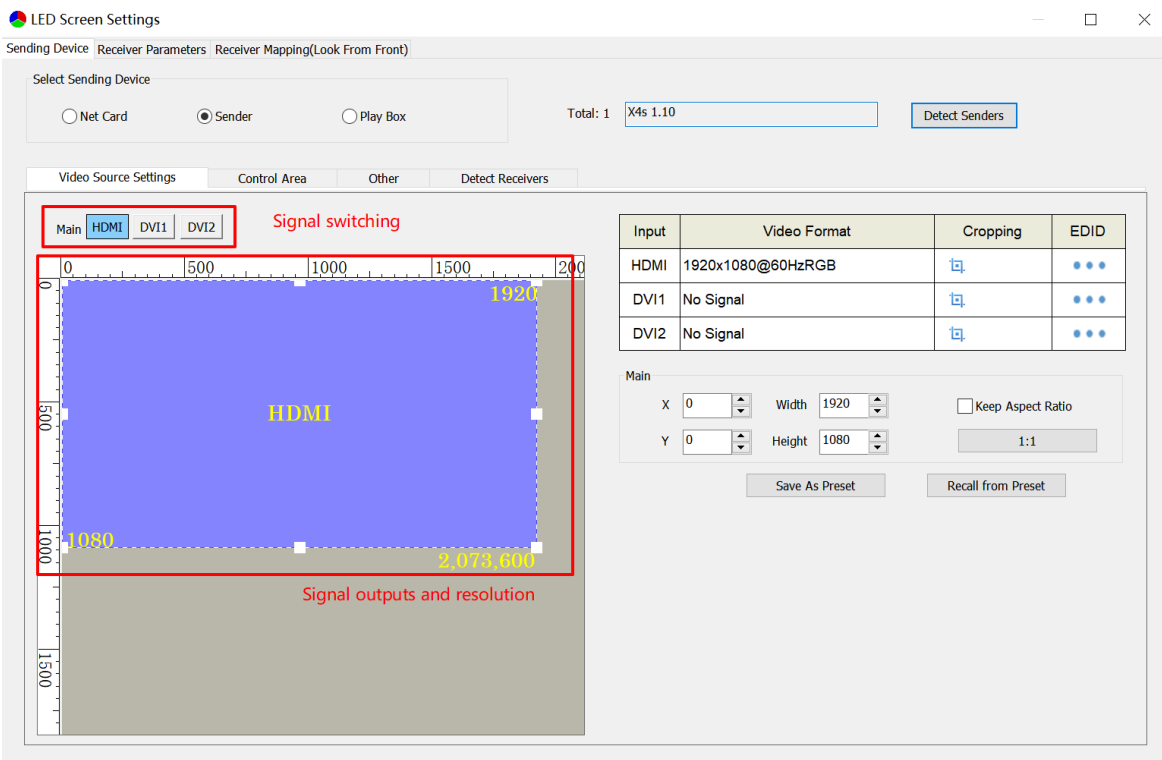 LED Screen Settings
Sending Device Receiver Parameters Receiver Mapping(Look From Front)
Select Sending Device
Net Card Sender Play Box
Total: 1 X4s 1.10 Detect Senders
Video Source Settings Control Area Other Detect Receivers
Main HDMI DVI1 DVI2 Signal switching
0 500 1000 1500 200
0
500
1000
1500
1920
HDMI
1080
2,073,600
Signal outputs and resolution
Input Video Format Cropping EDID
HDMI 1920x1080@60HzRGB
DVI1 No Signal
DVI2 No Signal
Main
X 0 Width 1920 Keep Aspect Ratio
Y 0 Height 1080 1:1
Save As Preset Recall from Preset